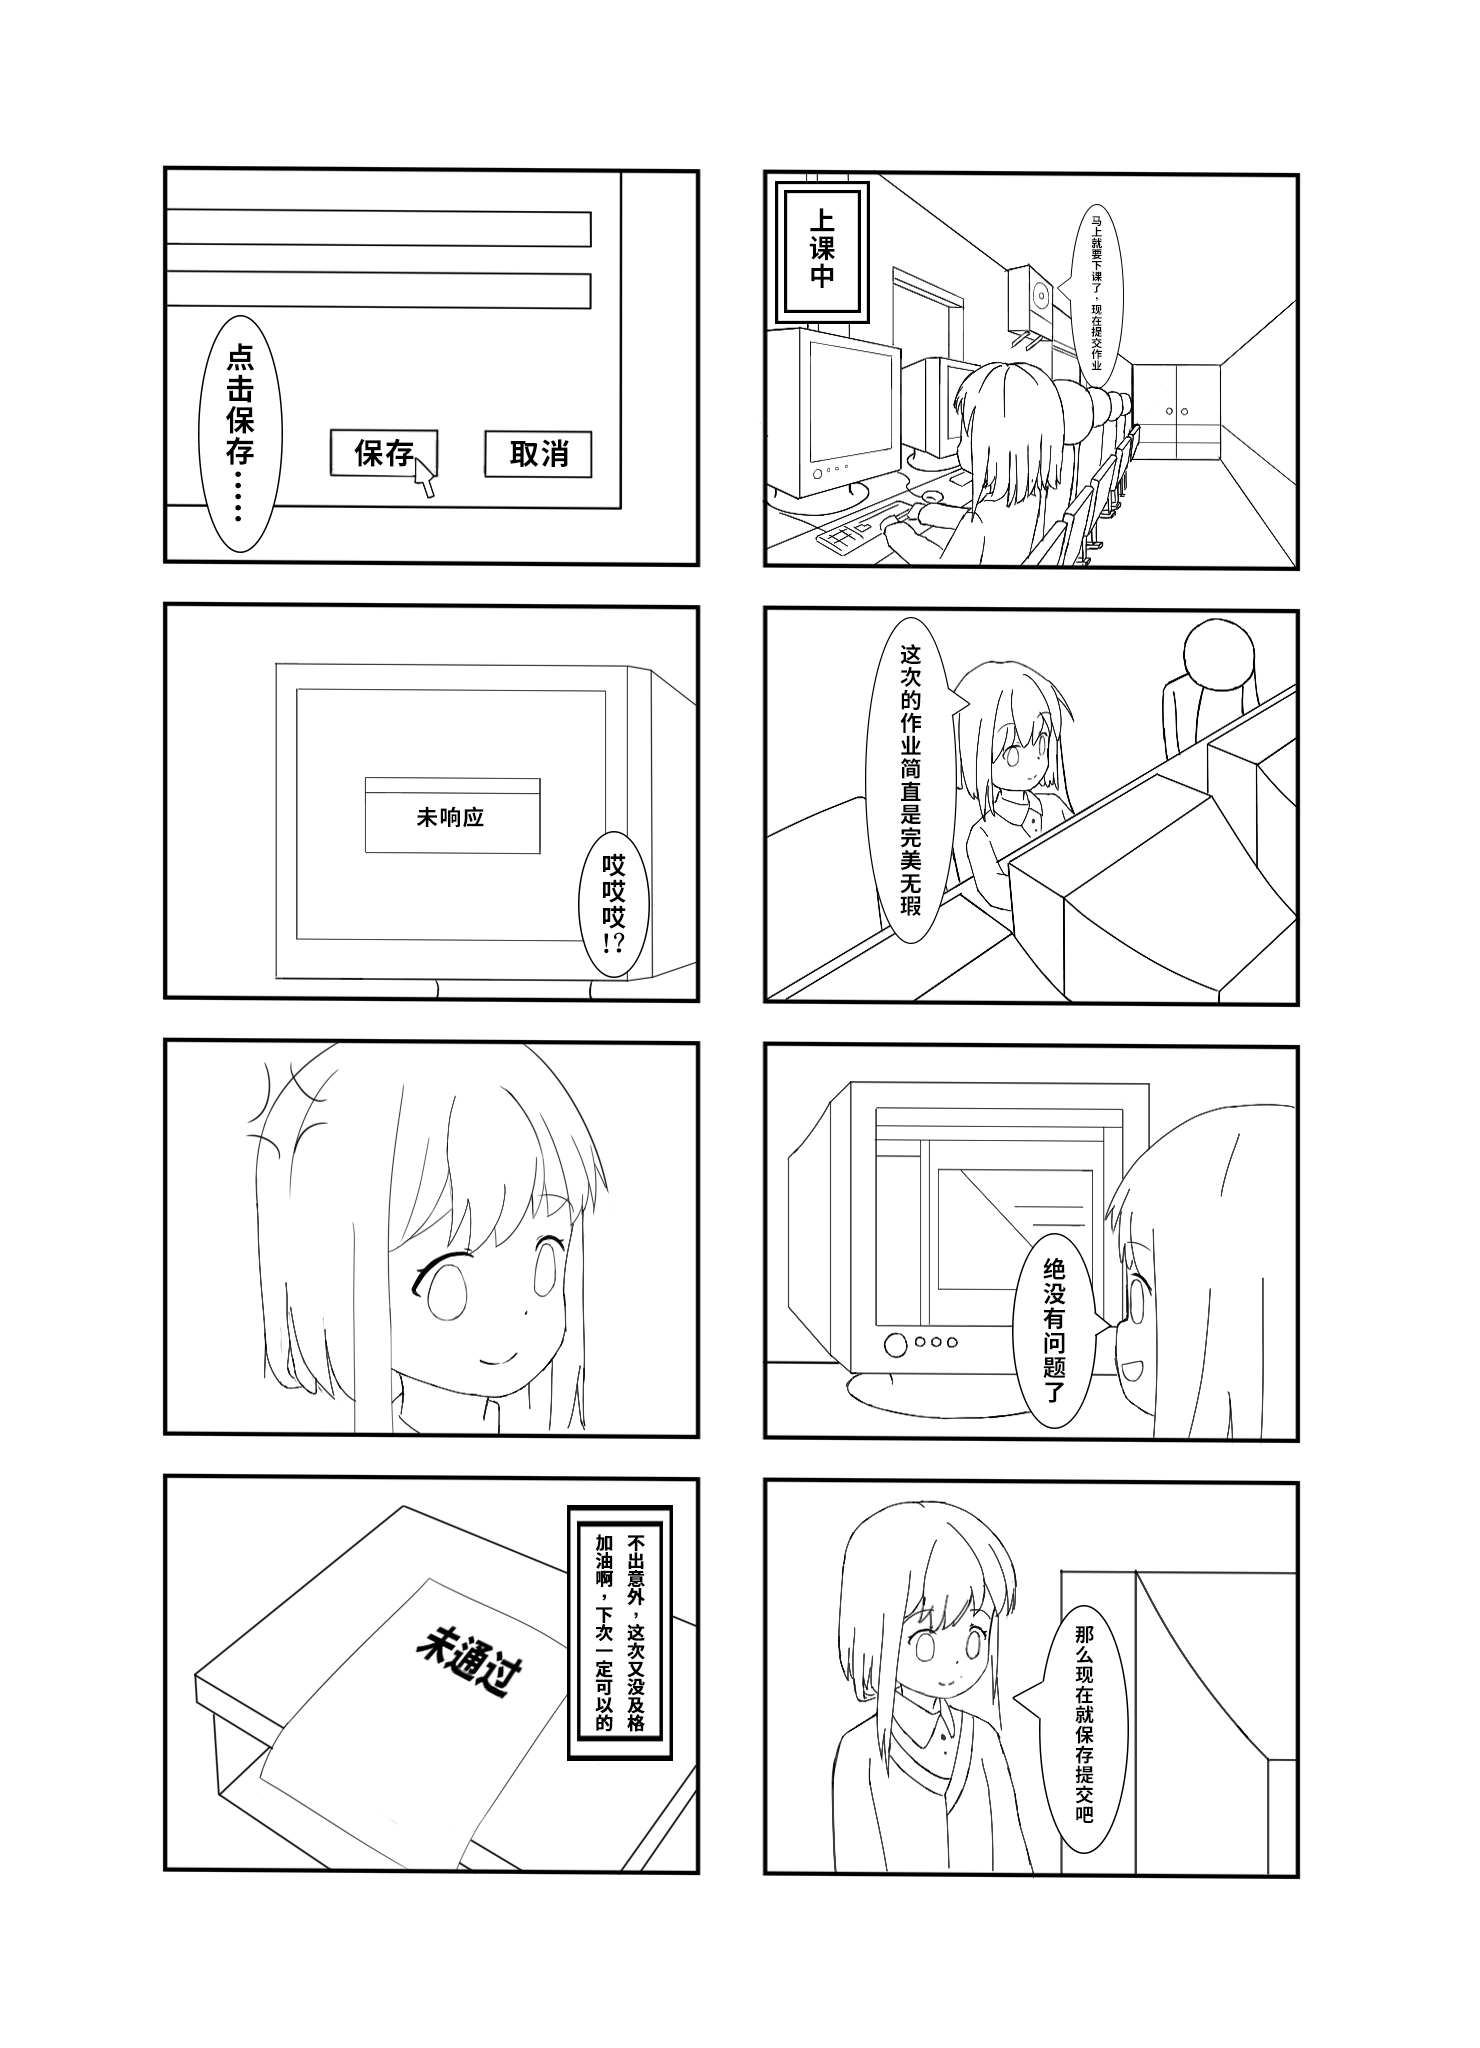 上课中
马上就要下课了，现在提交作业
这次的作业简直是完美无瑕
绝没有问题了
那么现在就保存提交吧
点击保存……
保存
取消
未响应
哎哎哎!?
不出意外，这次又没及格
加油啊，下次一定可以的
未通过